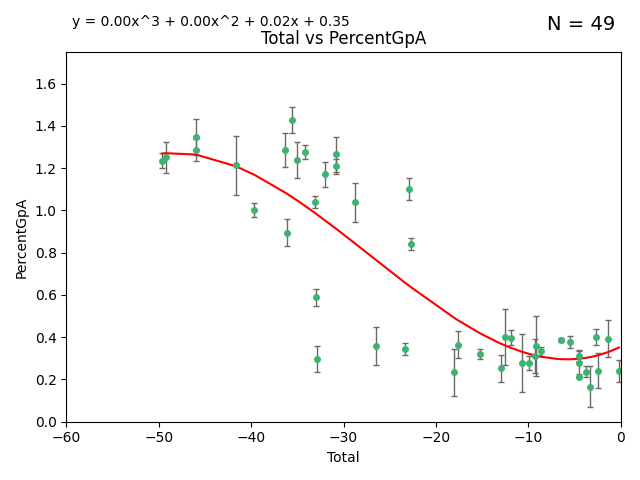 y = 0.00x^3 + 0.00x^2 + 0.02x + 0.35
N = 49
Total vs PercentGpA
PercentGpA
1.6
1.4
1.2
1.0
0.8
0.6
0.4
0.2
0.0
−60 −50 −40 −30 −20 −10 0
Total